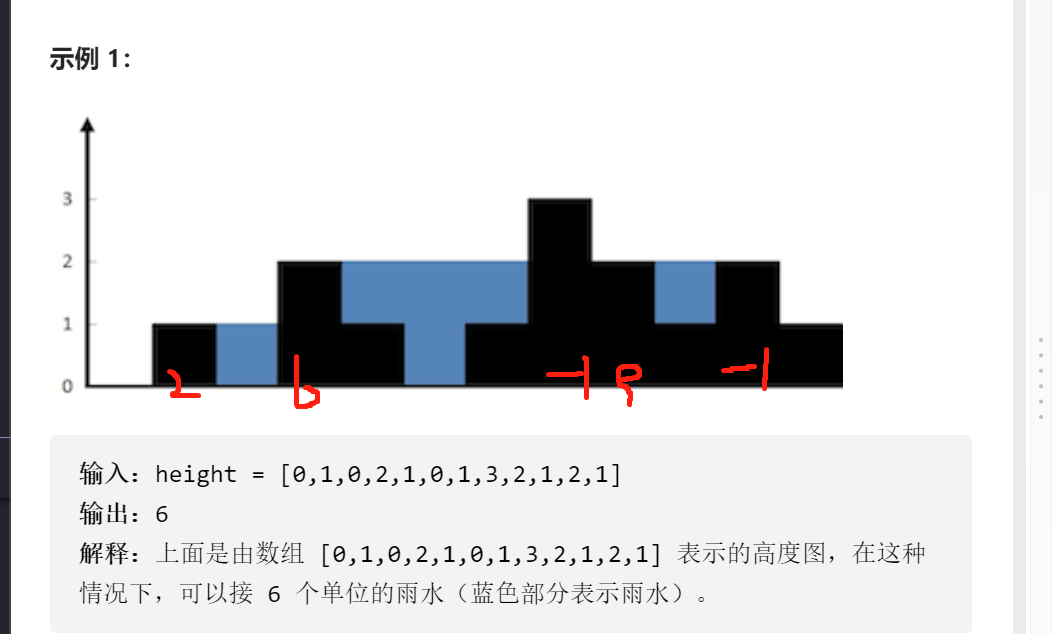 示例 1：
3
2
1
0
2 b -1 -1
输入：height = [0,1,0,2,1,0,1,3,2,1,2,1]
输出：6
解释：上面是由数组 [0,1,0,2,1,0,1,3,2,1,2,1] 表示的高度图，在这种
情况下，可以接 6 个单位的雨水（蓝色部分表示雨水）。